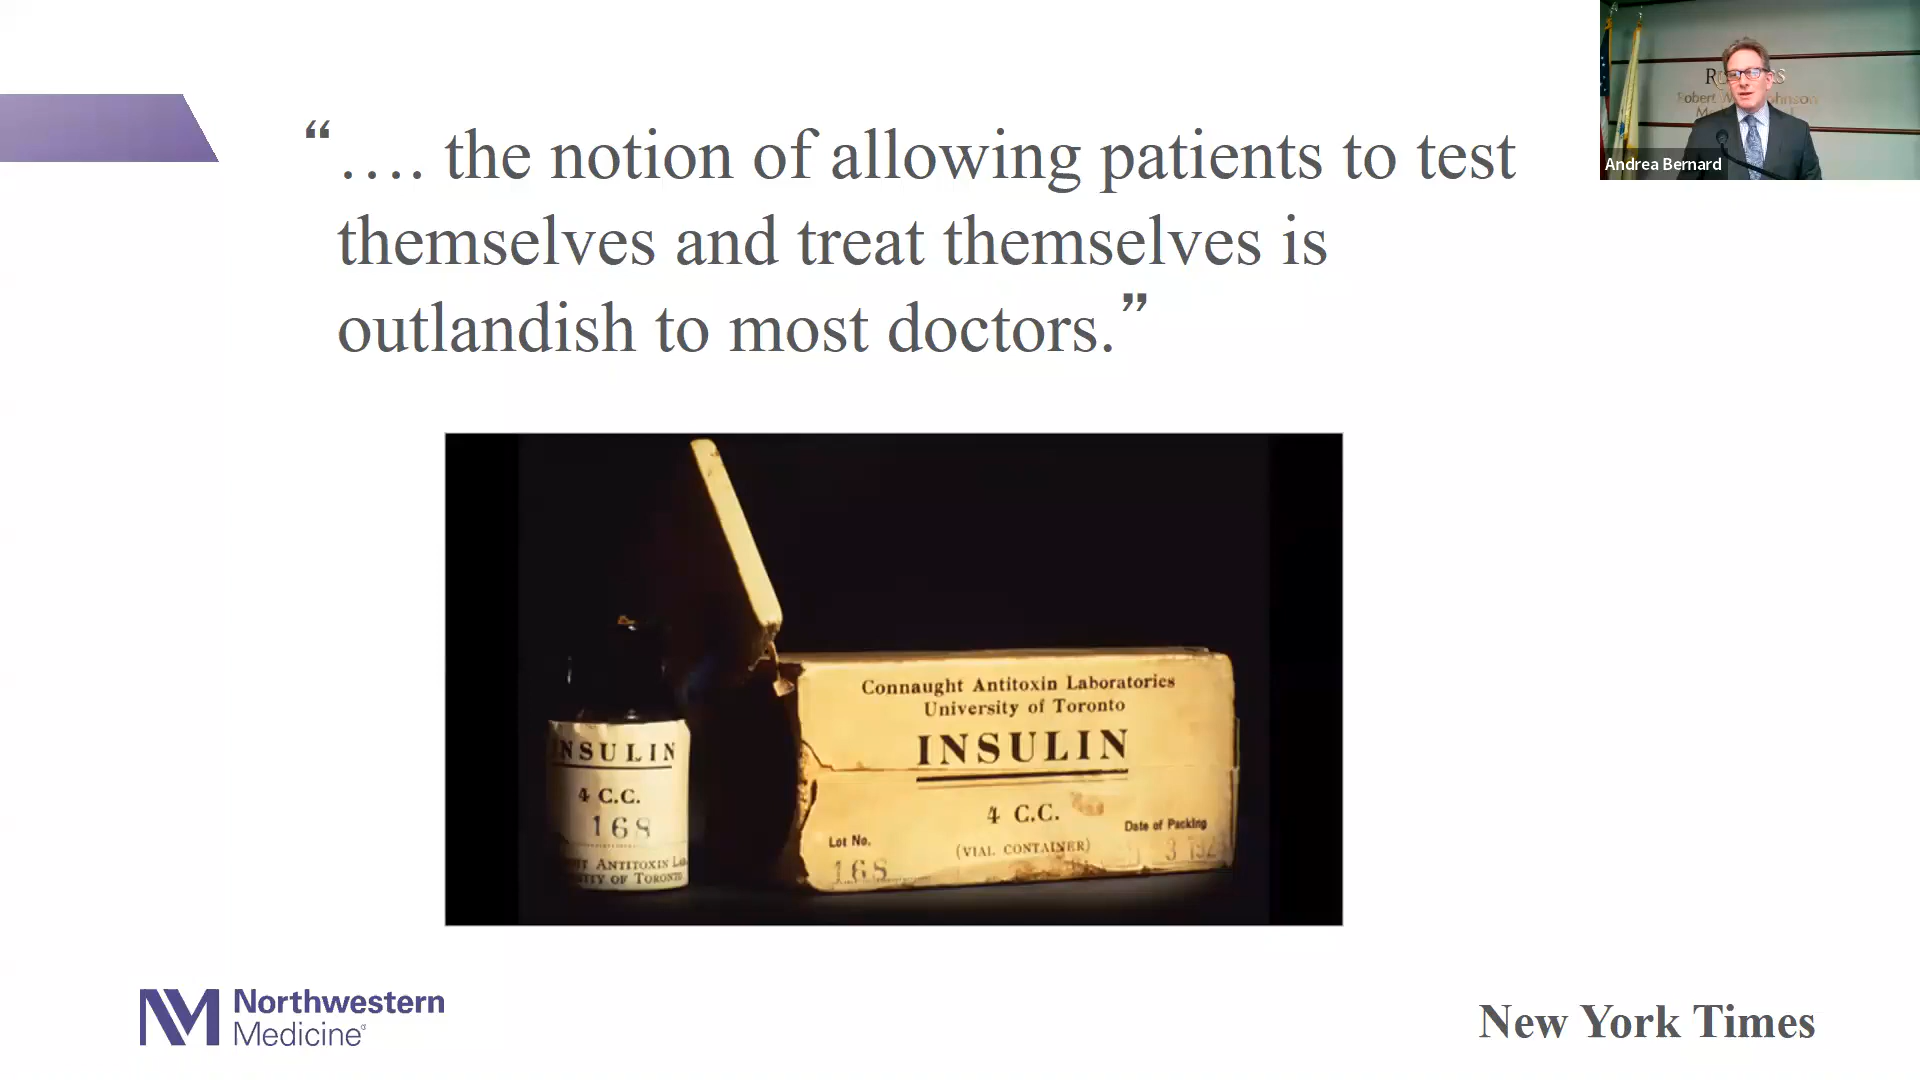 “…. the notion of allowing patients to test
themselves and treat themselves is
outlandish to most doctors.”
Andrea Bernard
Connaught Antitoxin Laboratories
University of Toronto
INSULIN
4 C.C.
(VIAL CONTAINER)
Lot No.
168
Date of Packing
INSULIN
4 C.C.
168
ANTITOXIN
OF TORONTO
Northwestern
Medicine
New York Times